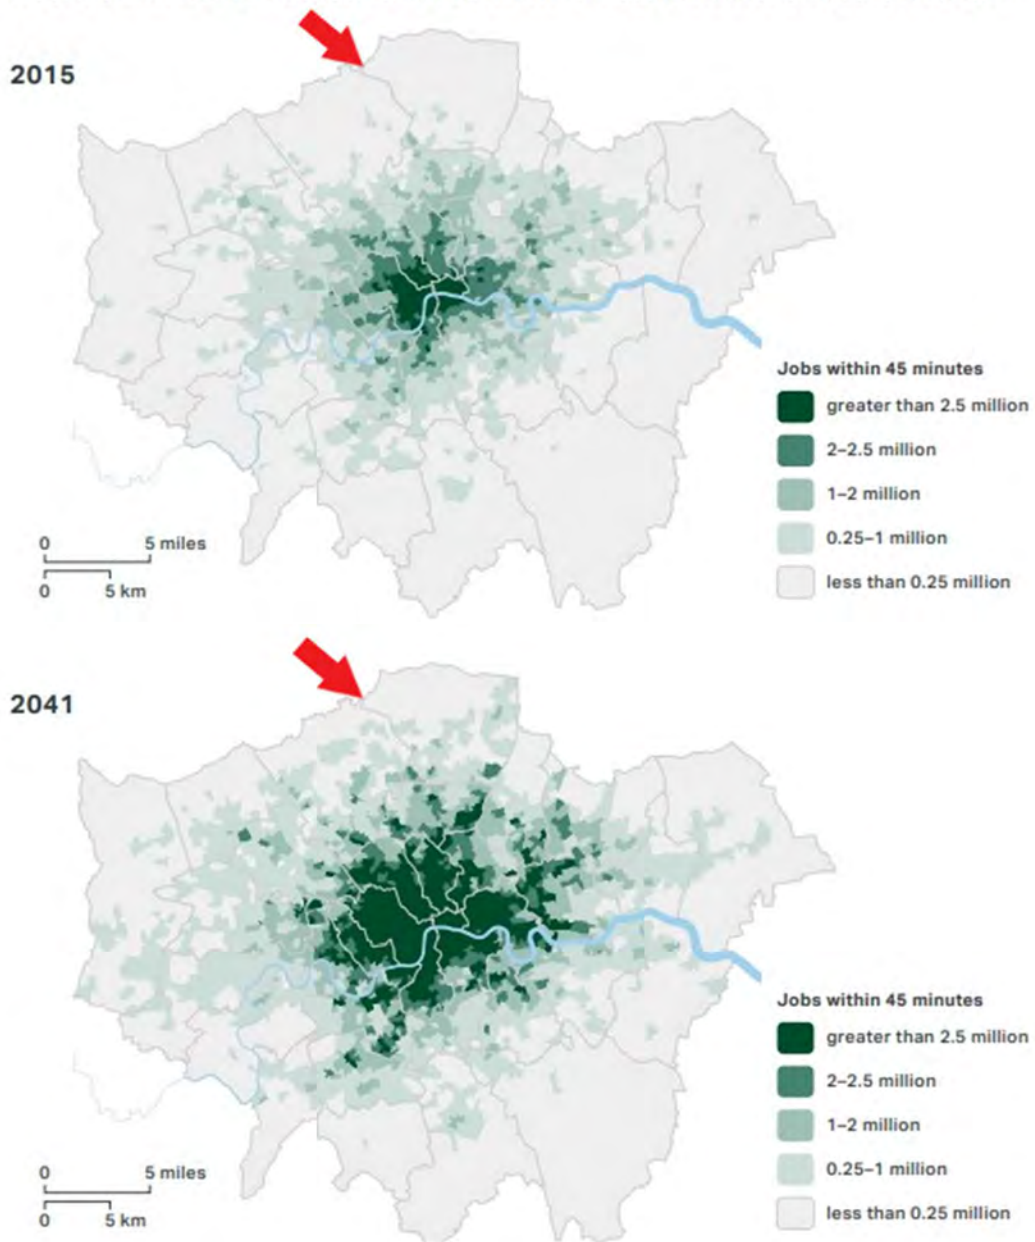 2015
Jobs within 45 minutes
greater than 2.5 million
2–2.5 million
1–2 million
0.25–1 million
less than 0.25 million
0 5 miles
0 5 km
2041
Jobs within 45 minutes
greater than 2.5 million
2–2.5 million
1–2 million
0.25–1 million
less than 0.25 million
0 5 miles
0 5 km